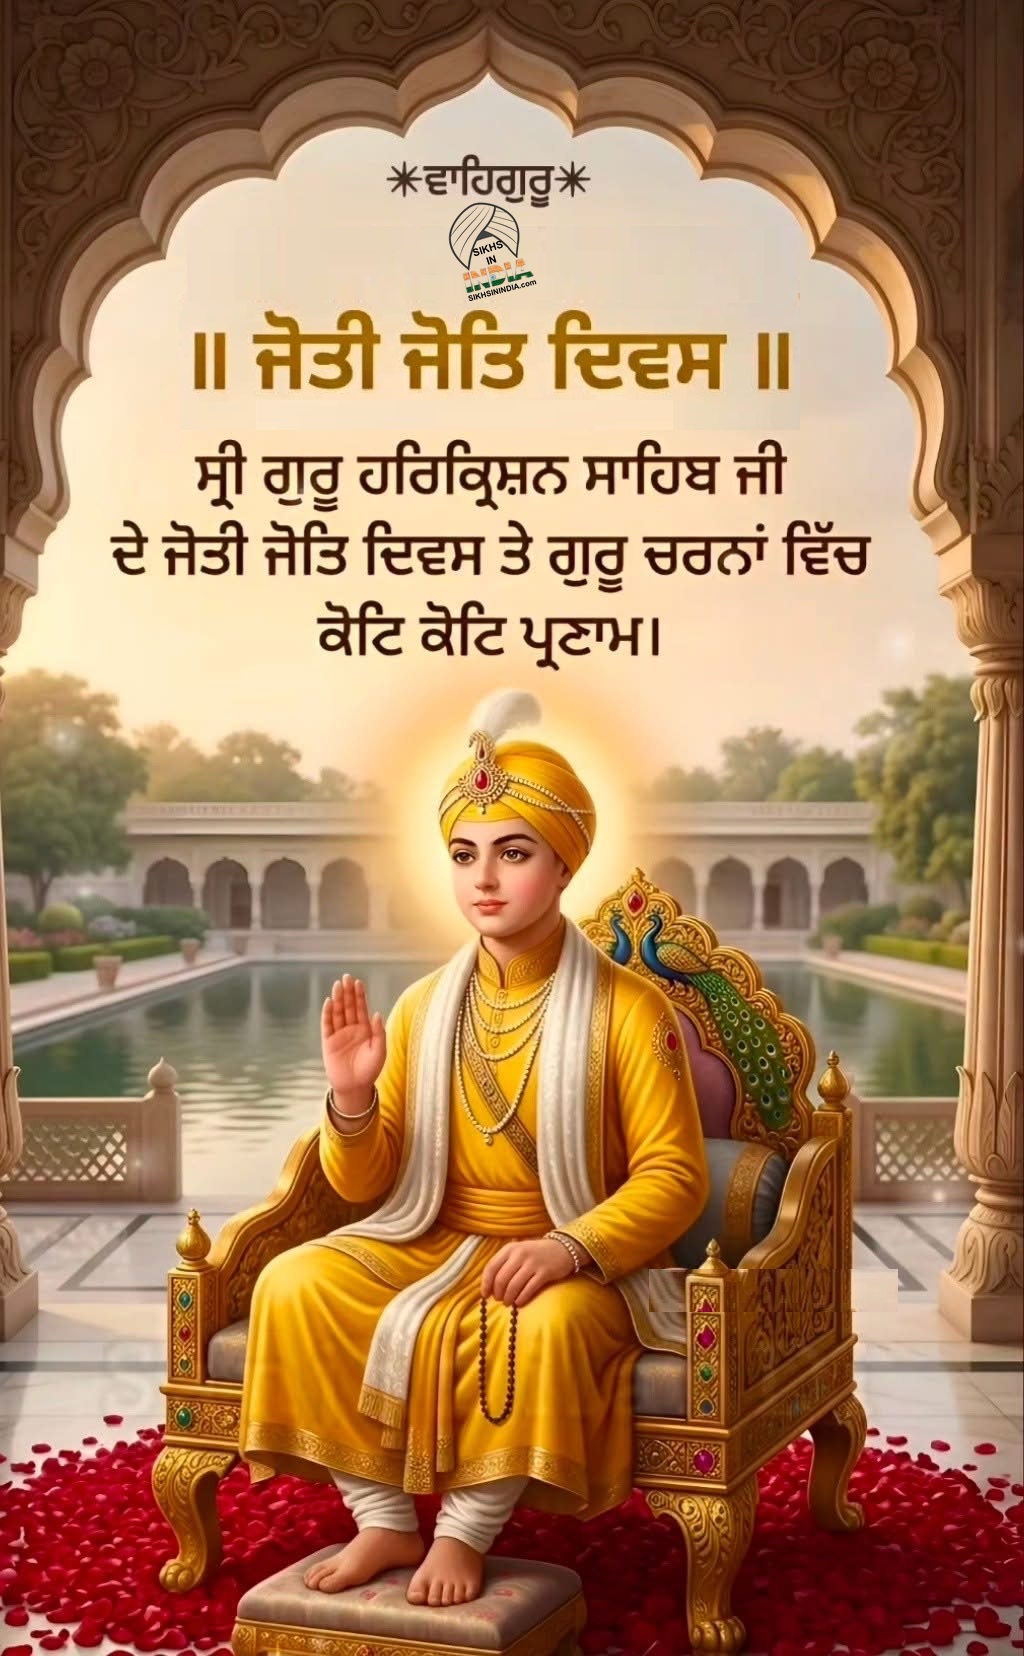 ✴ਵਾਹਿਗੁਰੂ✴
SIKHS
IN
INDIA
SIKHSININDIA.com
॥ ਜੋਤੀ ਜੋਤਿ ਦਿਵਸ ॥
ਸ੍ਰੀ ਗੁਰੂ ਹਰਿਕ੍ਰਿਸ਼ਨ ਸਾਹਿਬ ਜੀ
ਦੇ ਜੋਤੀ ਜੋਤਿ ਦਿਵਸ ਤੇ ਗੁਰੂ ਚਰਨਾਂ ਵਿੱਚ
ਕੋਟਿ ਕੋਟਿ ਪ੍ਰਣਾਮ।